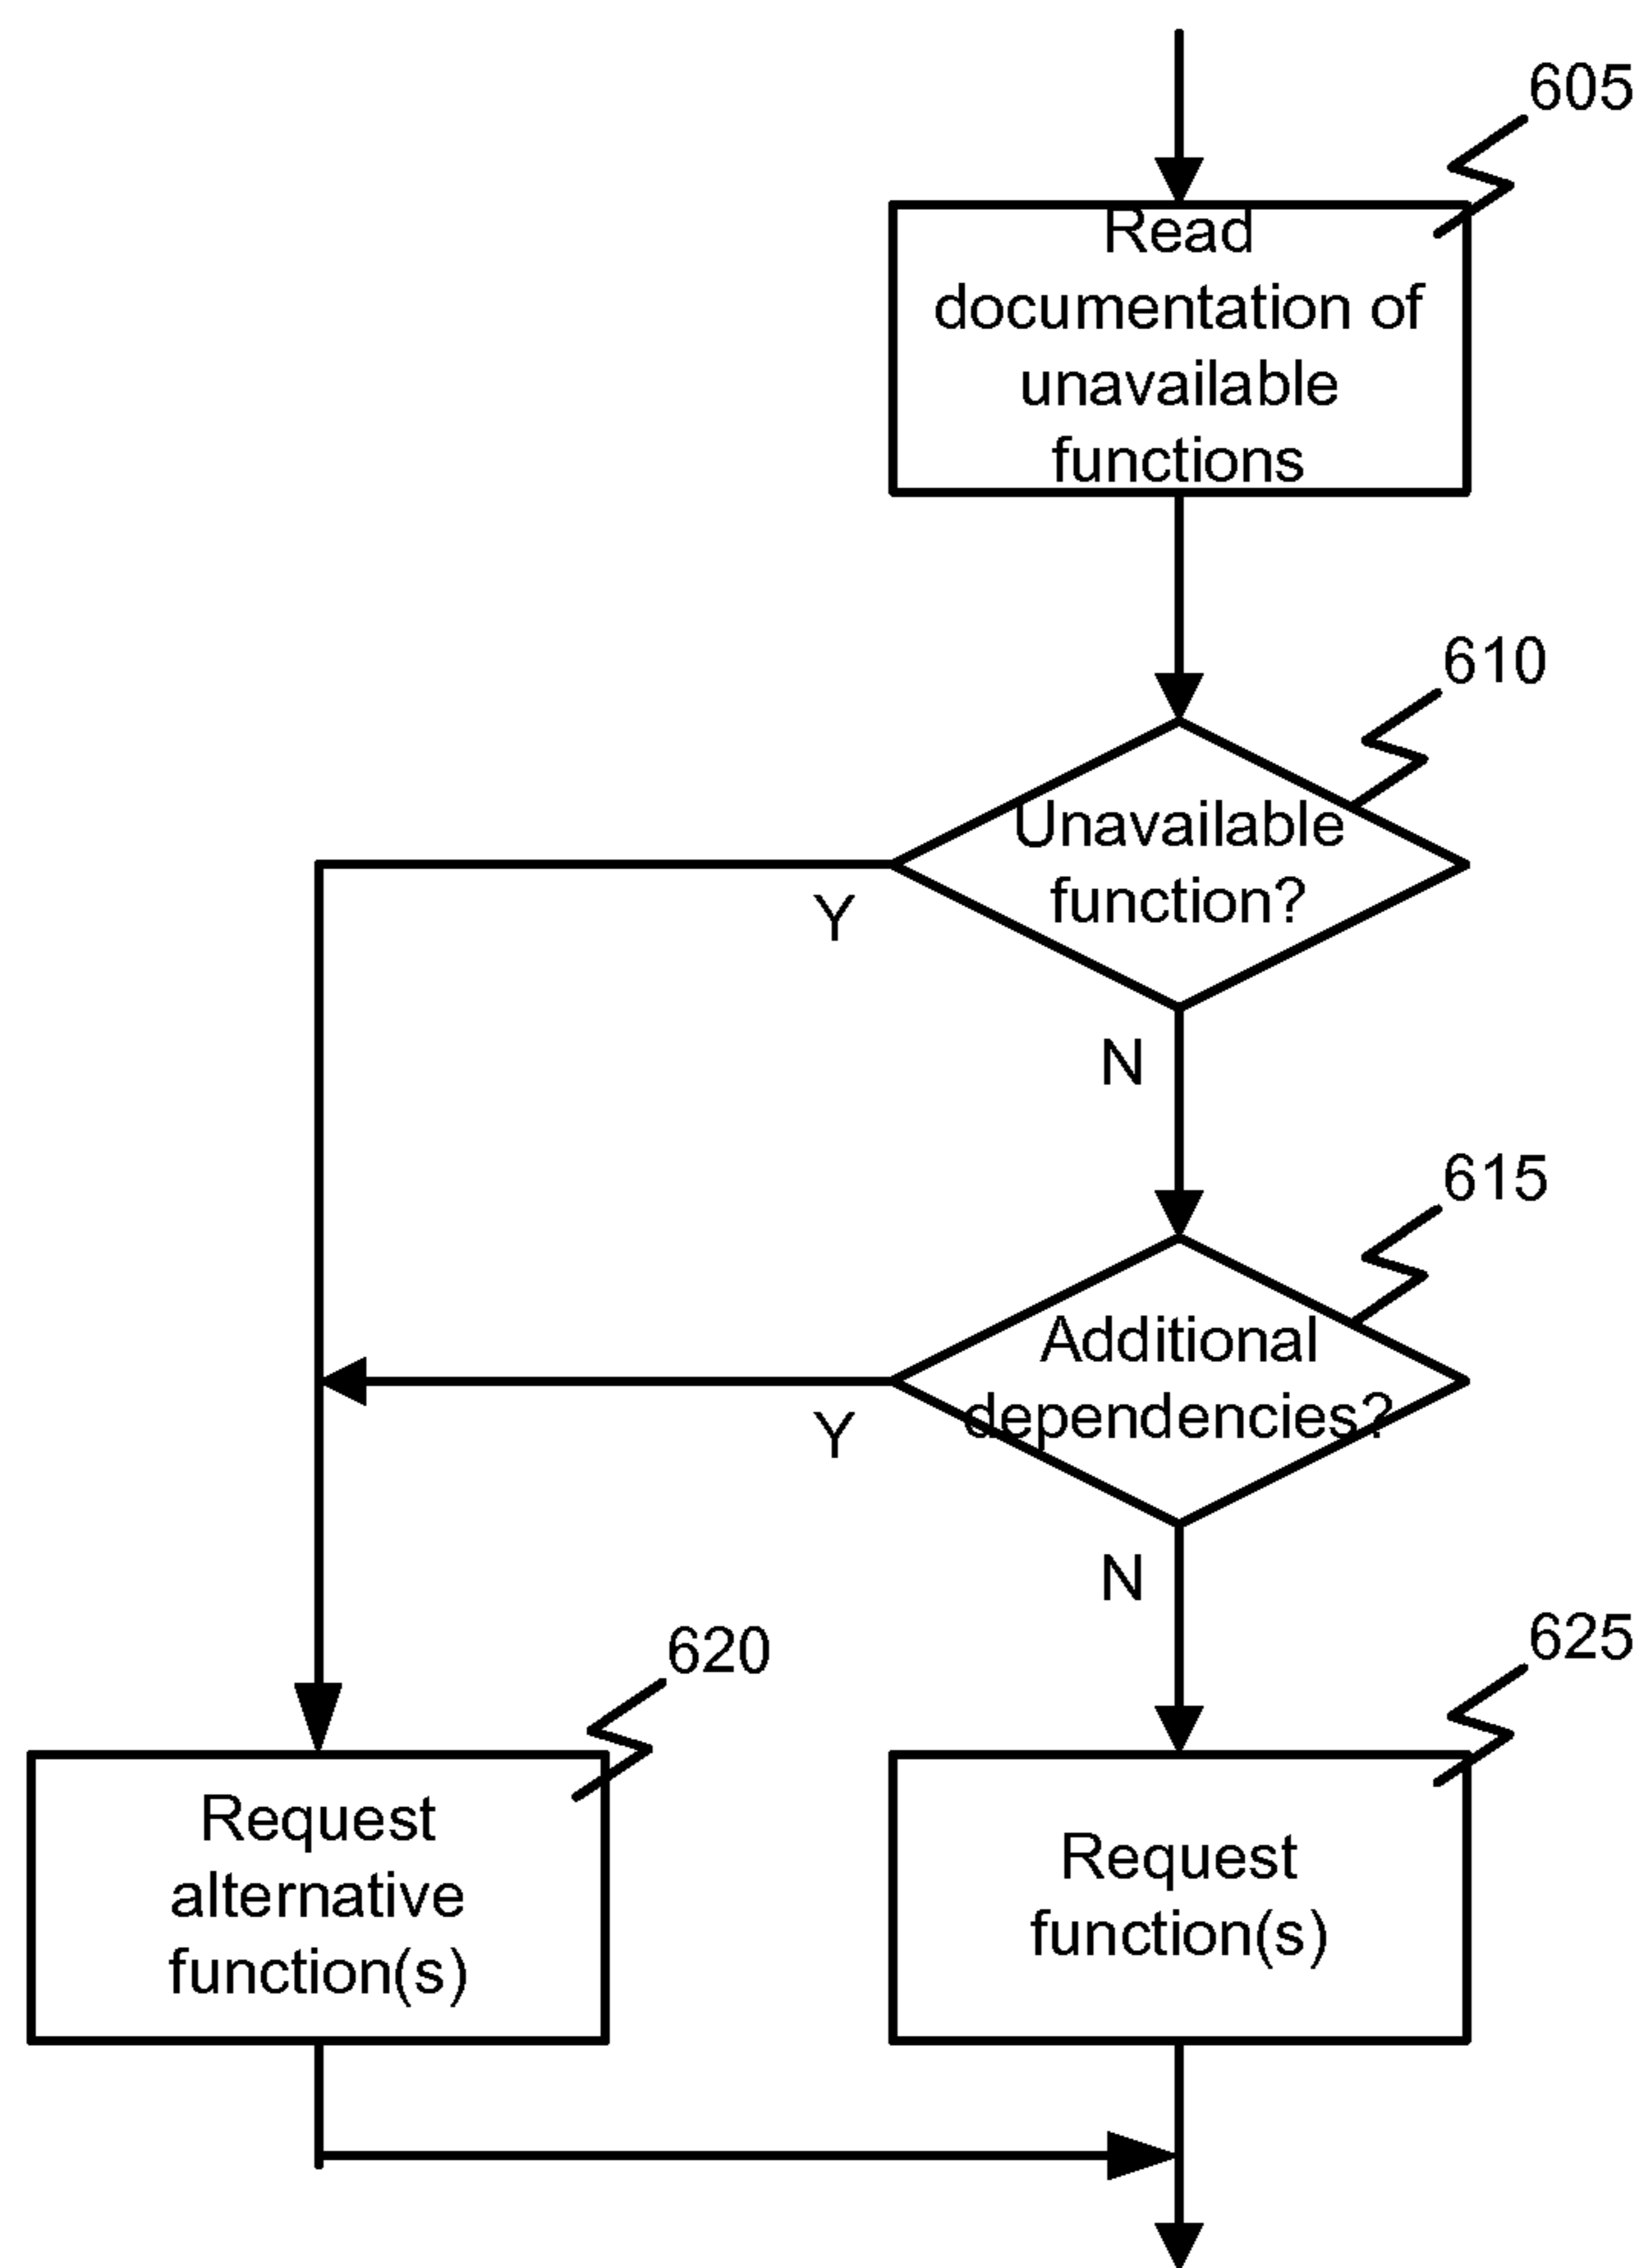 605
Read
documentation of
unavailable
functions
610
Unavailable
function?
Y
N
615
Additional
dependencies?
Y
N
620
Request
alternative
function(s)
625
Request
function(s)